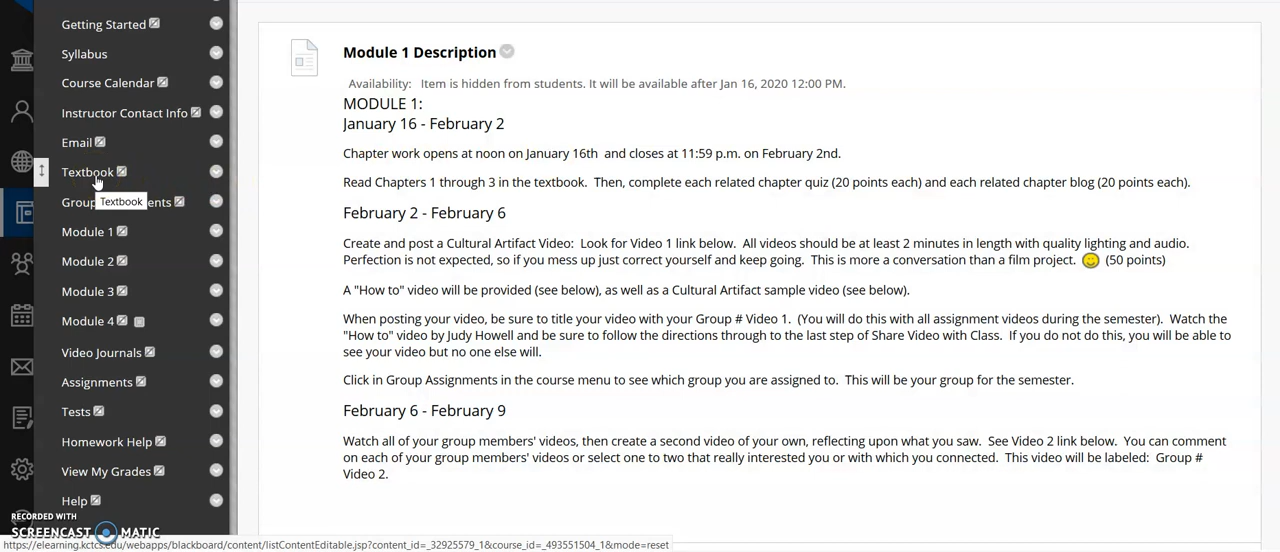 Getting Started
Syllabus
Course Calendar
Instructor Contact Info
Email
Textbook
Textbook
Module 1
Module 2
Module 3
Module 4
Video Journals
Assignments
Tests
Homework Help
View My Grades
Help
RECORDED WITH
SCREENCAST MATIC
Module 1 Description
Availability: Item is hidden from students. It will be available after Jan 16, 2020 12:00 PM.
MODULE 1:
January 16 - February 2
Chapter work opens at noon on January 16th and closes at 11:59 p.m. on February 2nd.
Read Chapters 1 through 3 in the textbook. Then, complete each related chapter quiz (20 points each) and each related chapter blog (20 points each).
February 2 - February 6
Create and post a Cultural Artifact Video: Look for Video 1 link below. All videos should be at least 2 minutes in length with quality lighting and audio.
Perfection is not expected, so if you mess up just correct yourself and keep going. This is more a conversation than a film project. (50 points)
A "How to" video will be provided (see below), as well as a Cultural Artifact sample video (see below).
When posting your video, be sure to title your video with your Group # Video 1. (You will do this with all assignment videos during the semester). Watch the
"How to" video by Judy Howell and be sure to follow the directions through to the last step of Share Video with Class. If you do not do this, you will be able to
see your video but no one else will.
Click in Group Assignments in the course menu to see which group you are assigned to. This will be your group for the semester.
February 6 - February 9
Watch all of your group members' videos, then create a second video of your own, reflecting upon what you saw. See Video 2 link below. You can comment
on each of your group members' videos or select one to two that really interested you or with which you connected. This video will be labeled: Group #
Video 2.
https://elearning.kctcs.edu/webapps/blackboard/content/listContentEditable.jsp?content_id=_32925579_1&course_id=_493551504_1&mode=reset